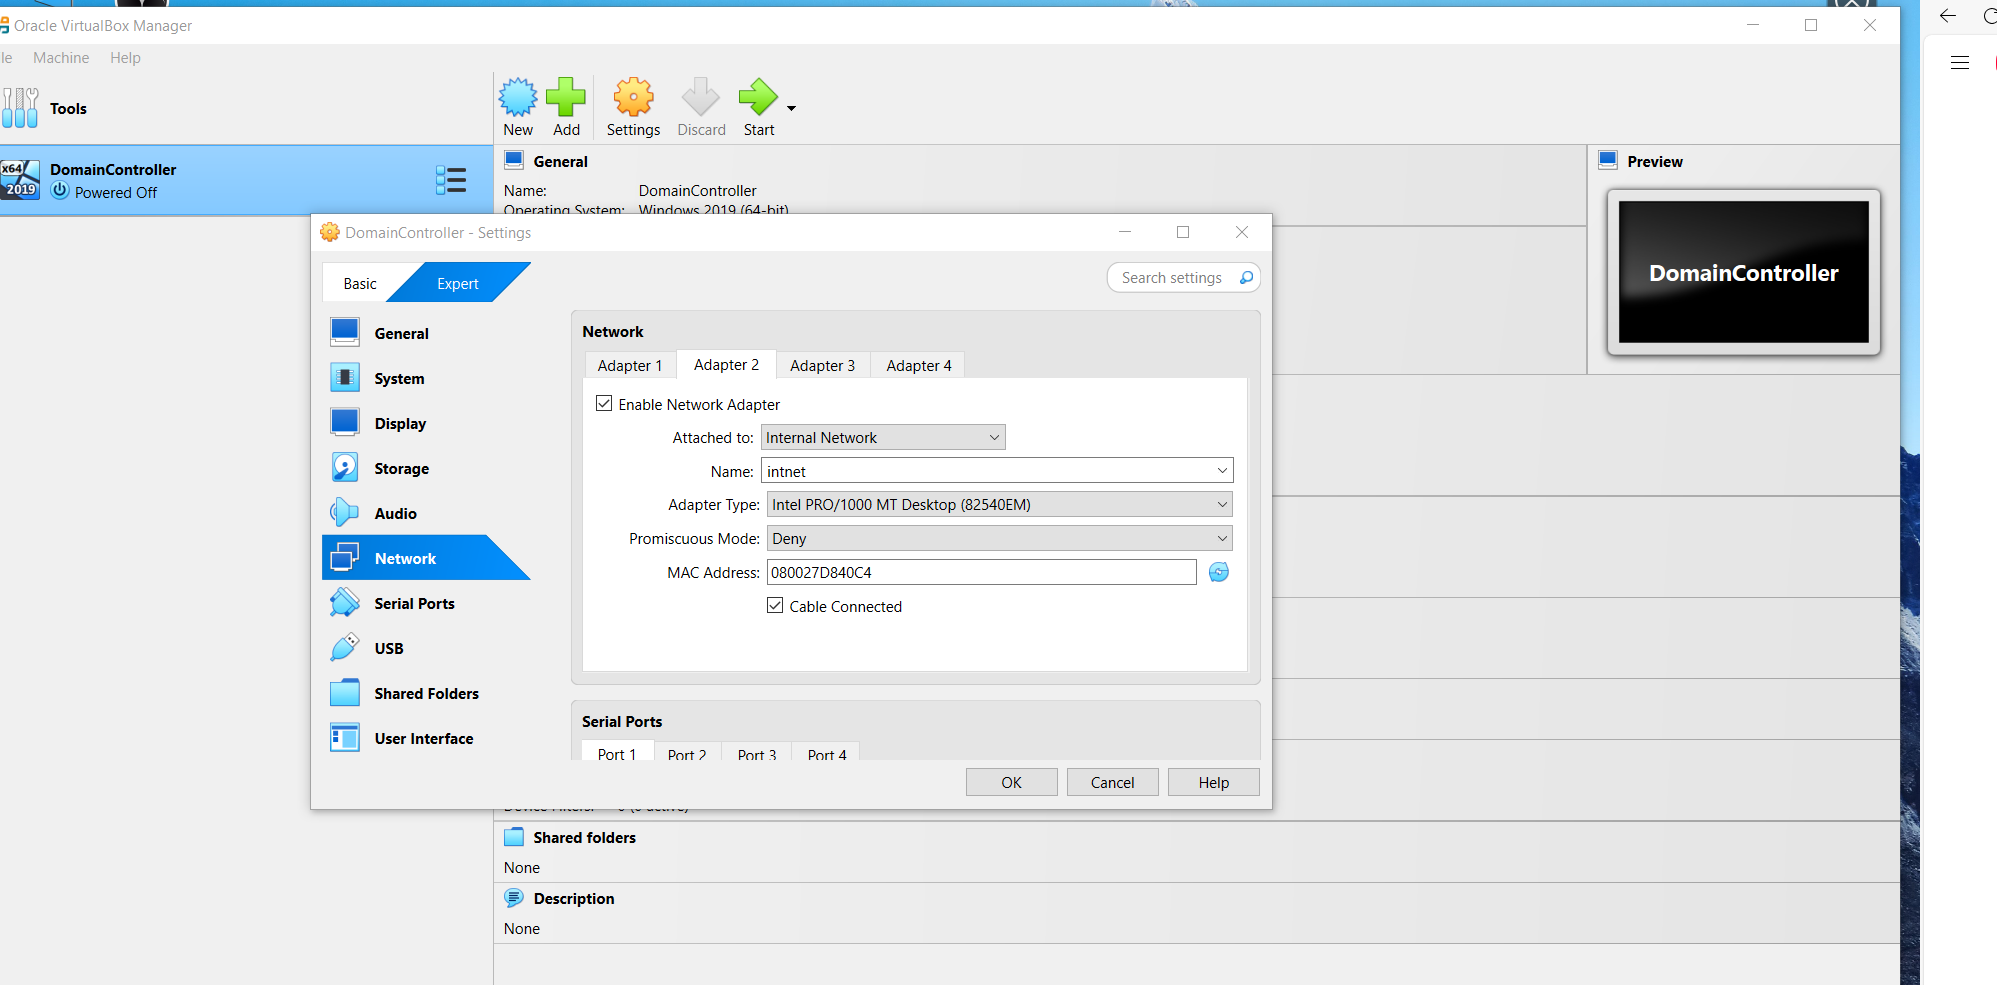 Oracle VirtualBox Manager
le Machine Help
Tools
New Add Settings Discard Start
x64 2019
DomainController
Powered Off
General
Name: DomainController
Operating System: Windows 2019 (64-bit)
Preview
DomainController
DomainController - Settings
Basic Expert
Search settings
General
System
Display
Storage
Audio
Network
Serial Ports
USB
Shared Folders
User Interface
Network
Adapter 1 Adapter 2 Adapter 3 Adapter 4
Enable Network Adapter
Attached to: Internal Network
Name: intnet
Adapter Type: Intel PRO/1000 MT Desktop (82540EM)
Promiscuous Mode: Deny
MAC Address: 080027D840C4
Cable Connected
Serial Ports
Port 1 Port 2 Port 3 Port 4
OK Cancel Help
Device Filters: 0 (0 active)
Shared folders
None
Description
None